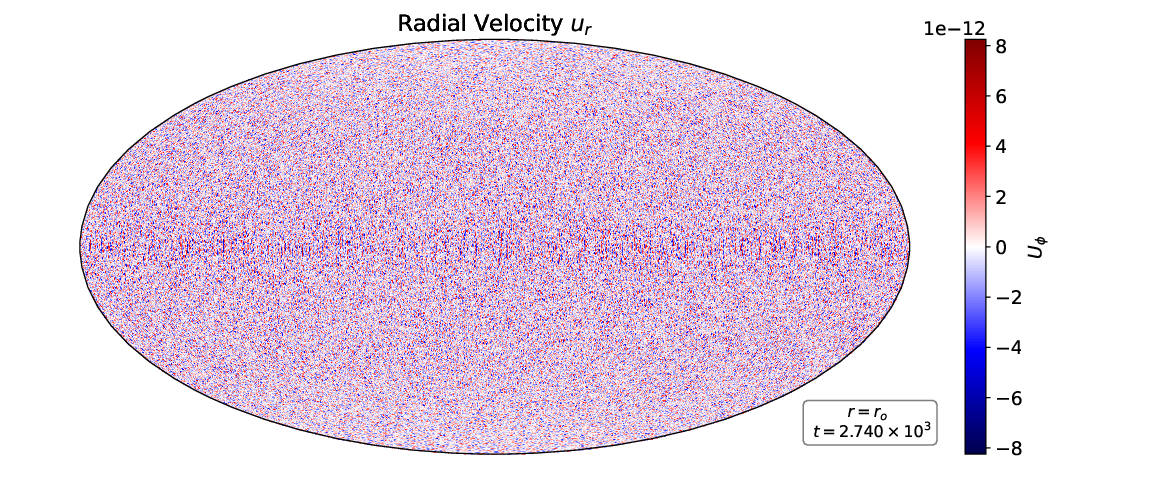 Radial Velocity $u_r$
1e−12
8
6
4
2
0
−2
−4
−6
−8
$U_\phi$
$r = r_o$
$t = 2.740 \times 10^3$